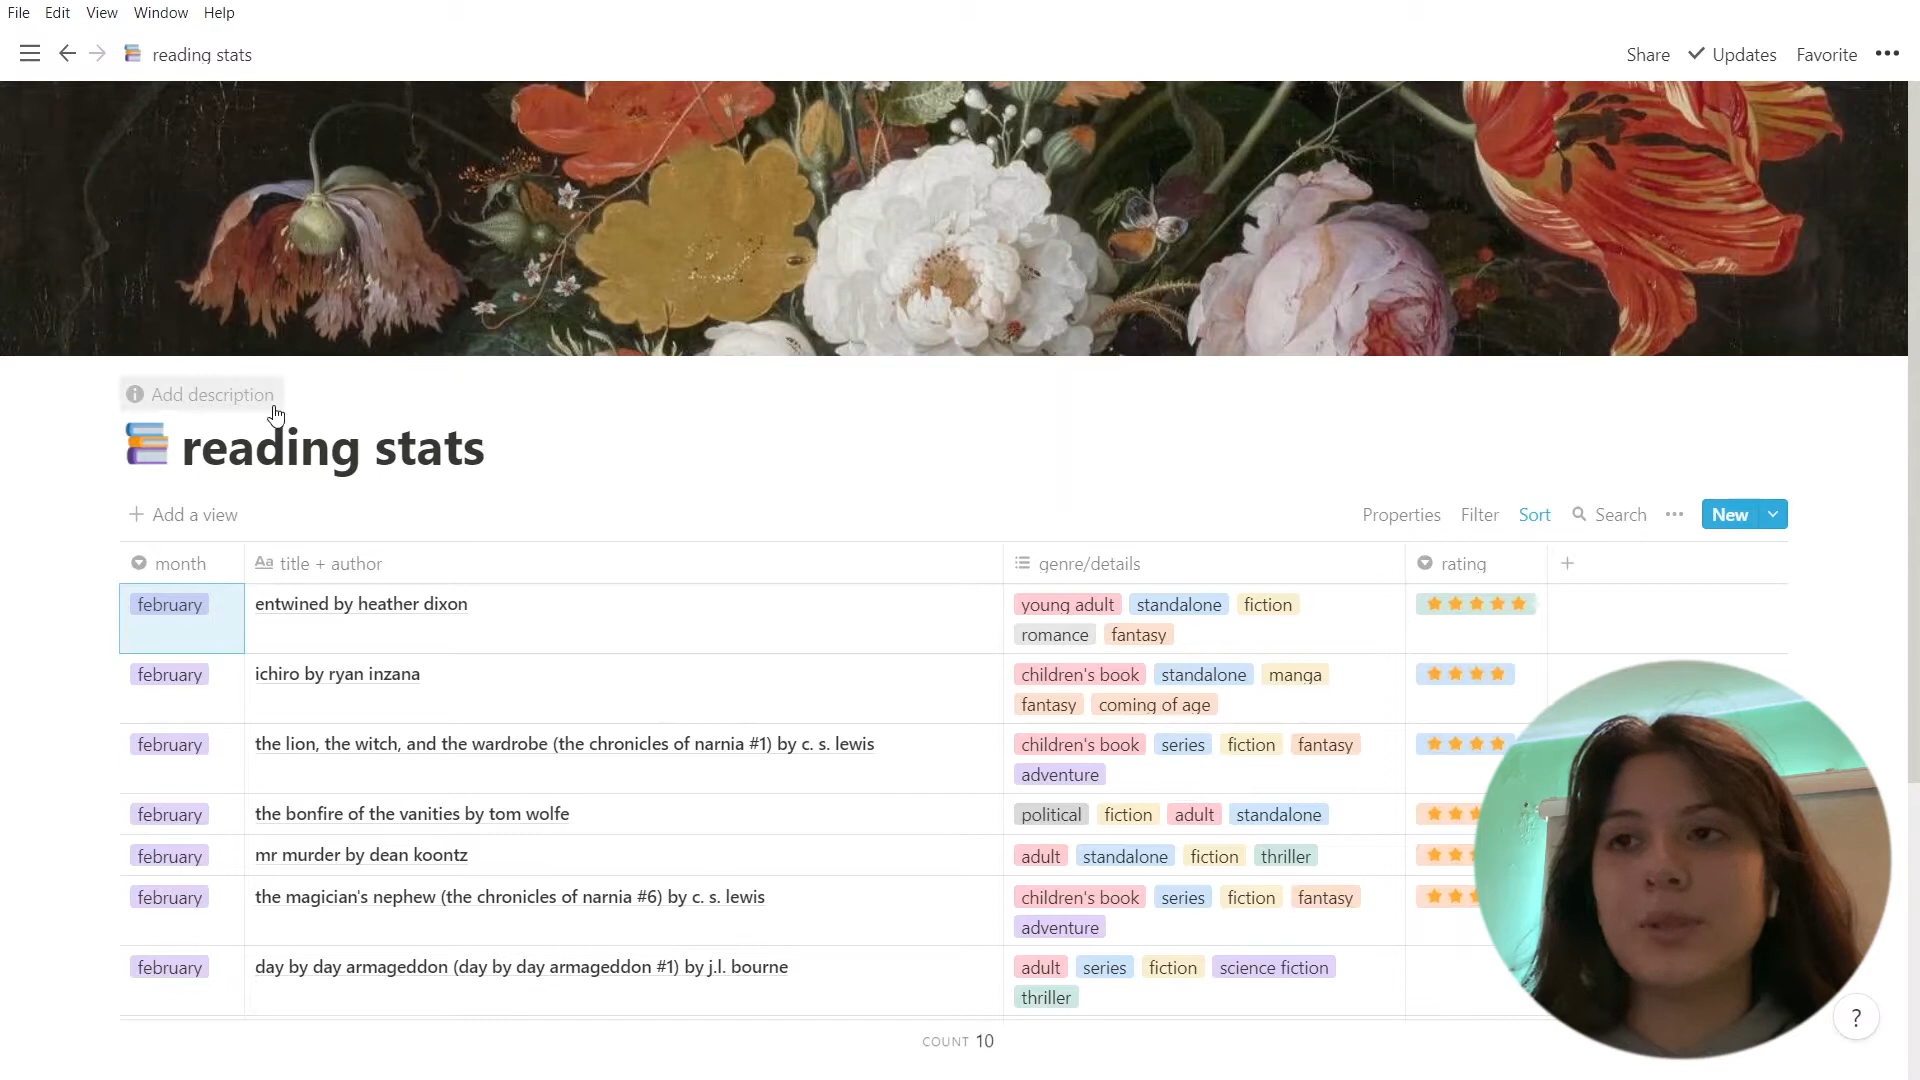 File Edit View Window Help
reading stats
Share Updates Favorite
Add description
reading stats
Add a view
Properties Filter Sort Search New
month Aa title + author genre/details rating
february entwined by heather dixon young adult standalone fiction
romance fantasy
february ichiro by ryan inzana children's book standalone manga
fantasy coming of age
february the lion, the witch, and the wardrobe (the chronicles of narnia #1) by c. s. lewis children's book series fiction fantasy
adventure
february the bonfire of the vanities by tom wolfe political fiction adult standalone
february mr murder by dean koontz adult standalone fiction thriller
february the magician's nephew (the chronicles of narnia #6) by c. s. lewis children's book series fiction fantasy
adventure
february day by day armageddon (day by day armageddon #1) by j.l. bourne adult series fiction science fiction
thriller
COUNT 10
?